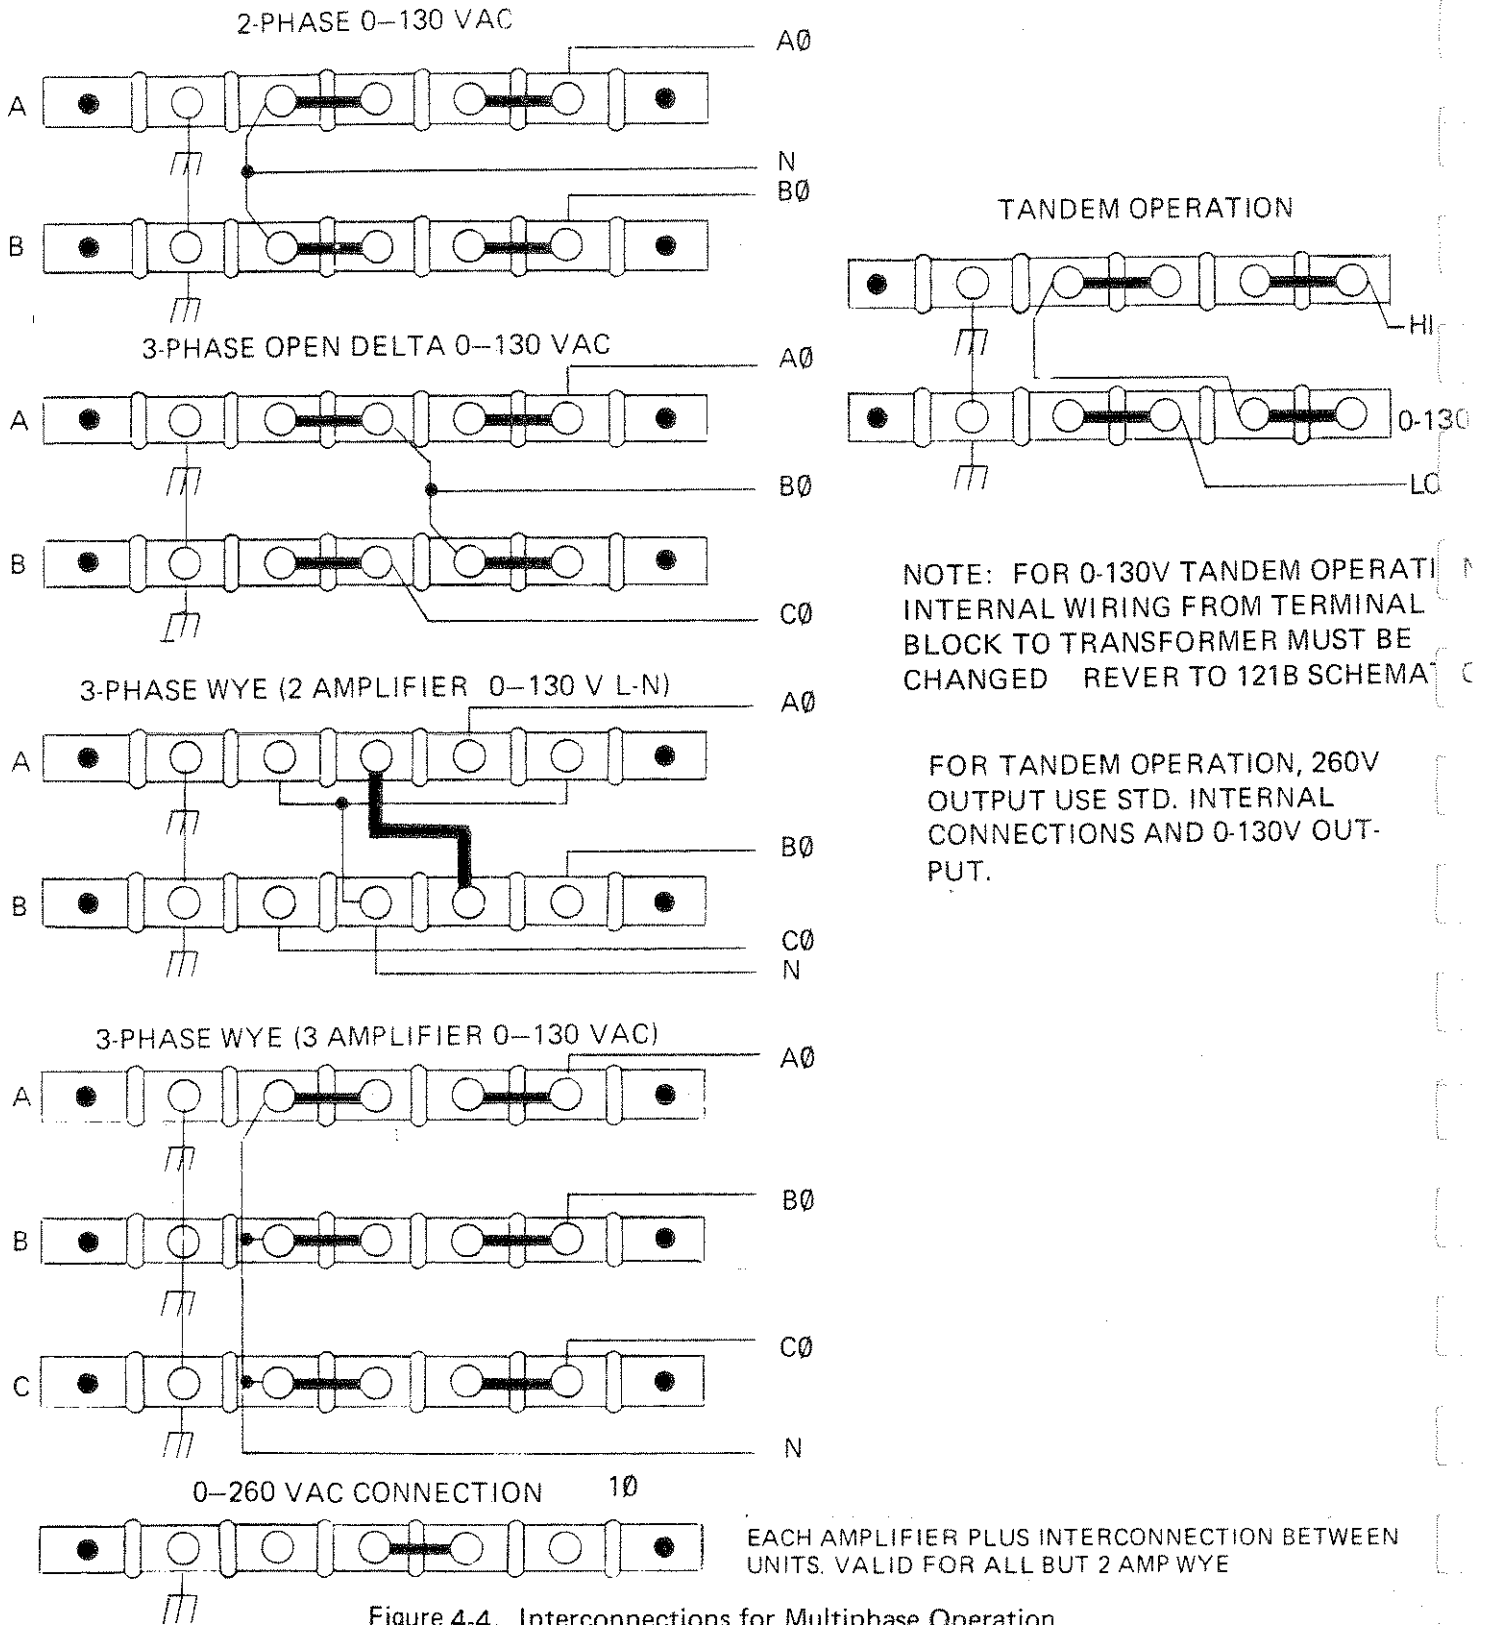 2-PHASE 0–130 VAC
AØ
A
N
BØ
B
3-PHASE OPEN DELTA 0–130 VAC
AØ
A
BØ
B
CØ
3-PHASE WYE (2 AMPLIFIER 0–130 V L-N)
AØ
A
BØ
B
CØ
N
3-PHASE WYE (3 AMPLIFIER 0–130 VAC)
AØ
A
BØ
B
CØ
C
N
0–260 VAC CONNECTION 1Ø
EACH AMPLIFIER PLUS INTERCONNECTION BETWEEN
UNITS. VALID FOR ALL BUT 2 AMP WYE
TANDEM OPERATION
HI
0-130
LO
NOTE: FOR 0-130V TANDEM OPERATI N
INTERNAL WIRING FROM TERMINAL
BLOCK TO TRANSFORMER MUST BE
CHANGED REVER TO 121B SCHEMAT C
FOR TANDEM OPERATION, 260V
OUTPUT USE STD. INTERNAL
CONNECTIONS AND 0-130V OUT-
PUT.
Figure 4-4. Interconnections for Multiphase Operation